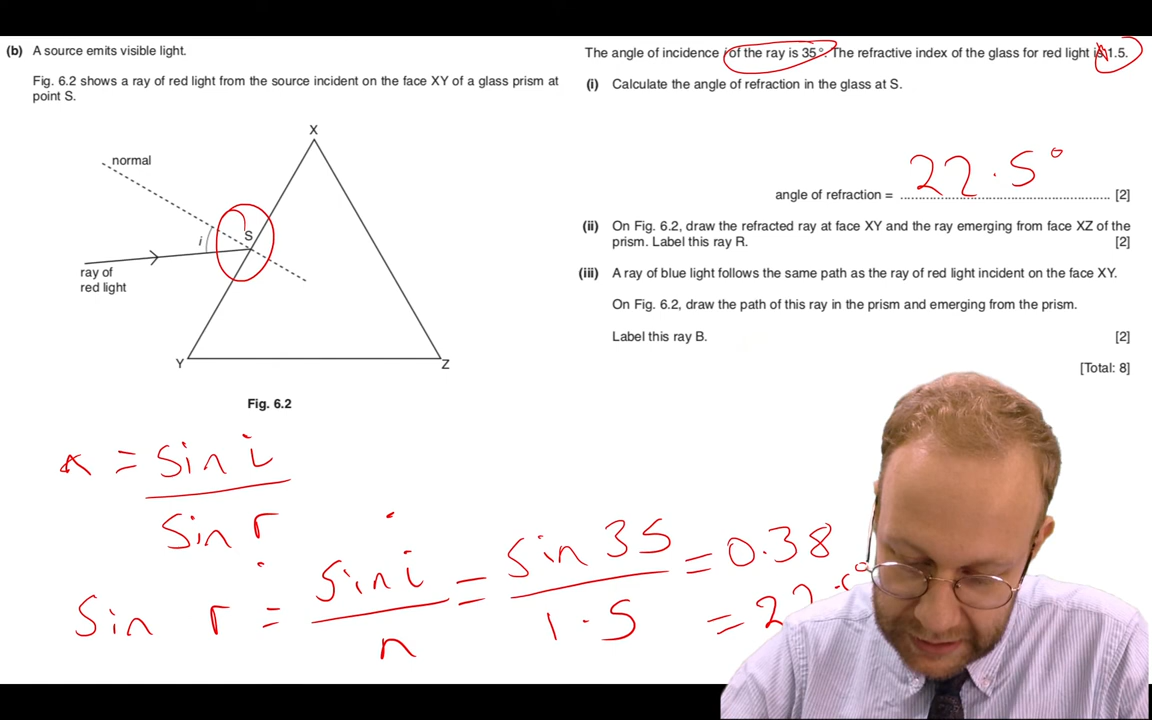 (b) A source emits visible light.
Fig. 6.2 shows a ray of red light from the source incident on the face XY of a glass prism at
point S.
X
normal
S
i
ray of
red light
Y
Z
Fig. 6.2
The angle of incidence i of the ray is 35°. The refractive index of the glass for red light is 1.5.
(i) Calculate the angle of refraction in the glass at S.
22.5°
angle of refraction = ........................................ [2]
(ii) On Fig. 6.2, draw the refracted ray at face XY and the ray emerging from face XZ of the
prism. Label this ray R. [2]
(iii) A ray of blue light follows the same path as the ray of red light incident on the face XY.
On Fig. 6.2, draw the path of this ray in the prism and emerging from the prism.
Label this ray B. [2]
[Total: 8]
n = sin i
sin r
sin r = sin i = sin 35 = 0.38
n 1.5 = 22.